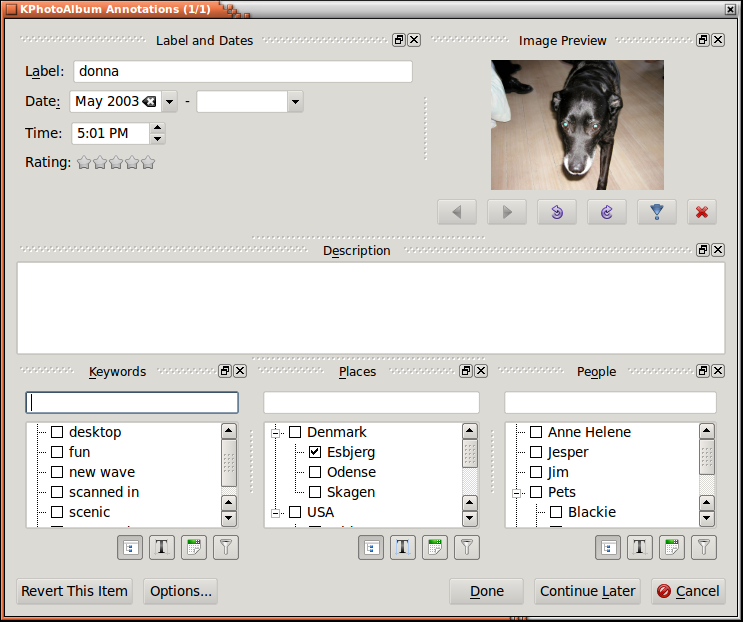 KPhotoAlbum Annotations (1/1)
Label and Dates
Image Preview
Label: donna
Date: May 2003 -
Time: 5:01 PM
Rating:
Description
Keywords
Places
People
desktop
fun
new wave
scanned in
scenic
Denmark
Esbjerg
Odense
Skagen
USA
Anne Helene
Jesper
Jim
Pets
Blackie
T
T
T
Revert This Item
Options...
Done
Continue Later
Cancel